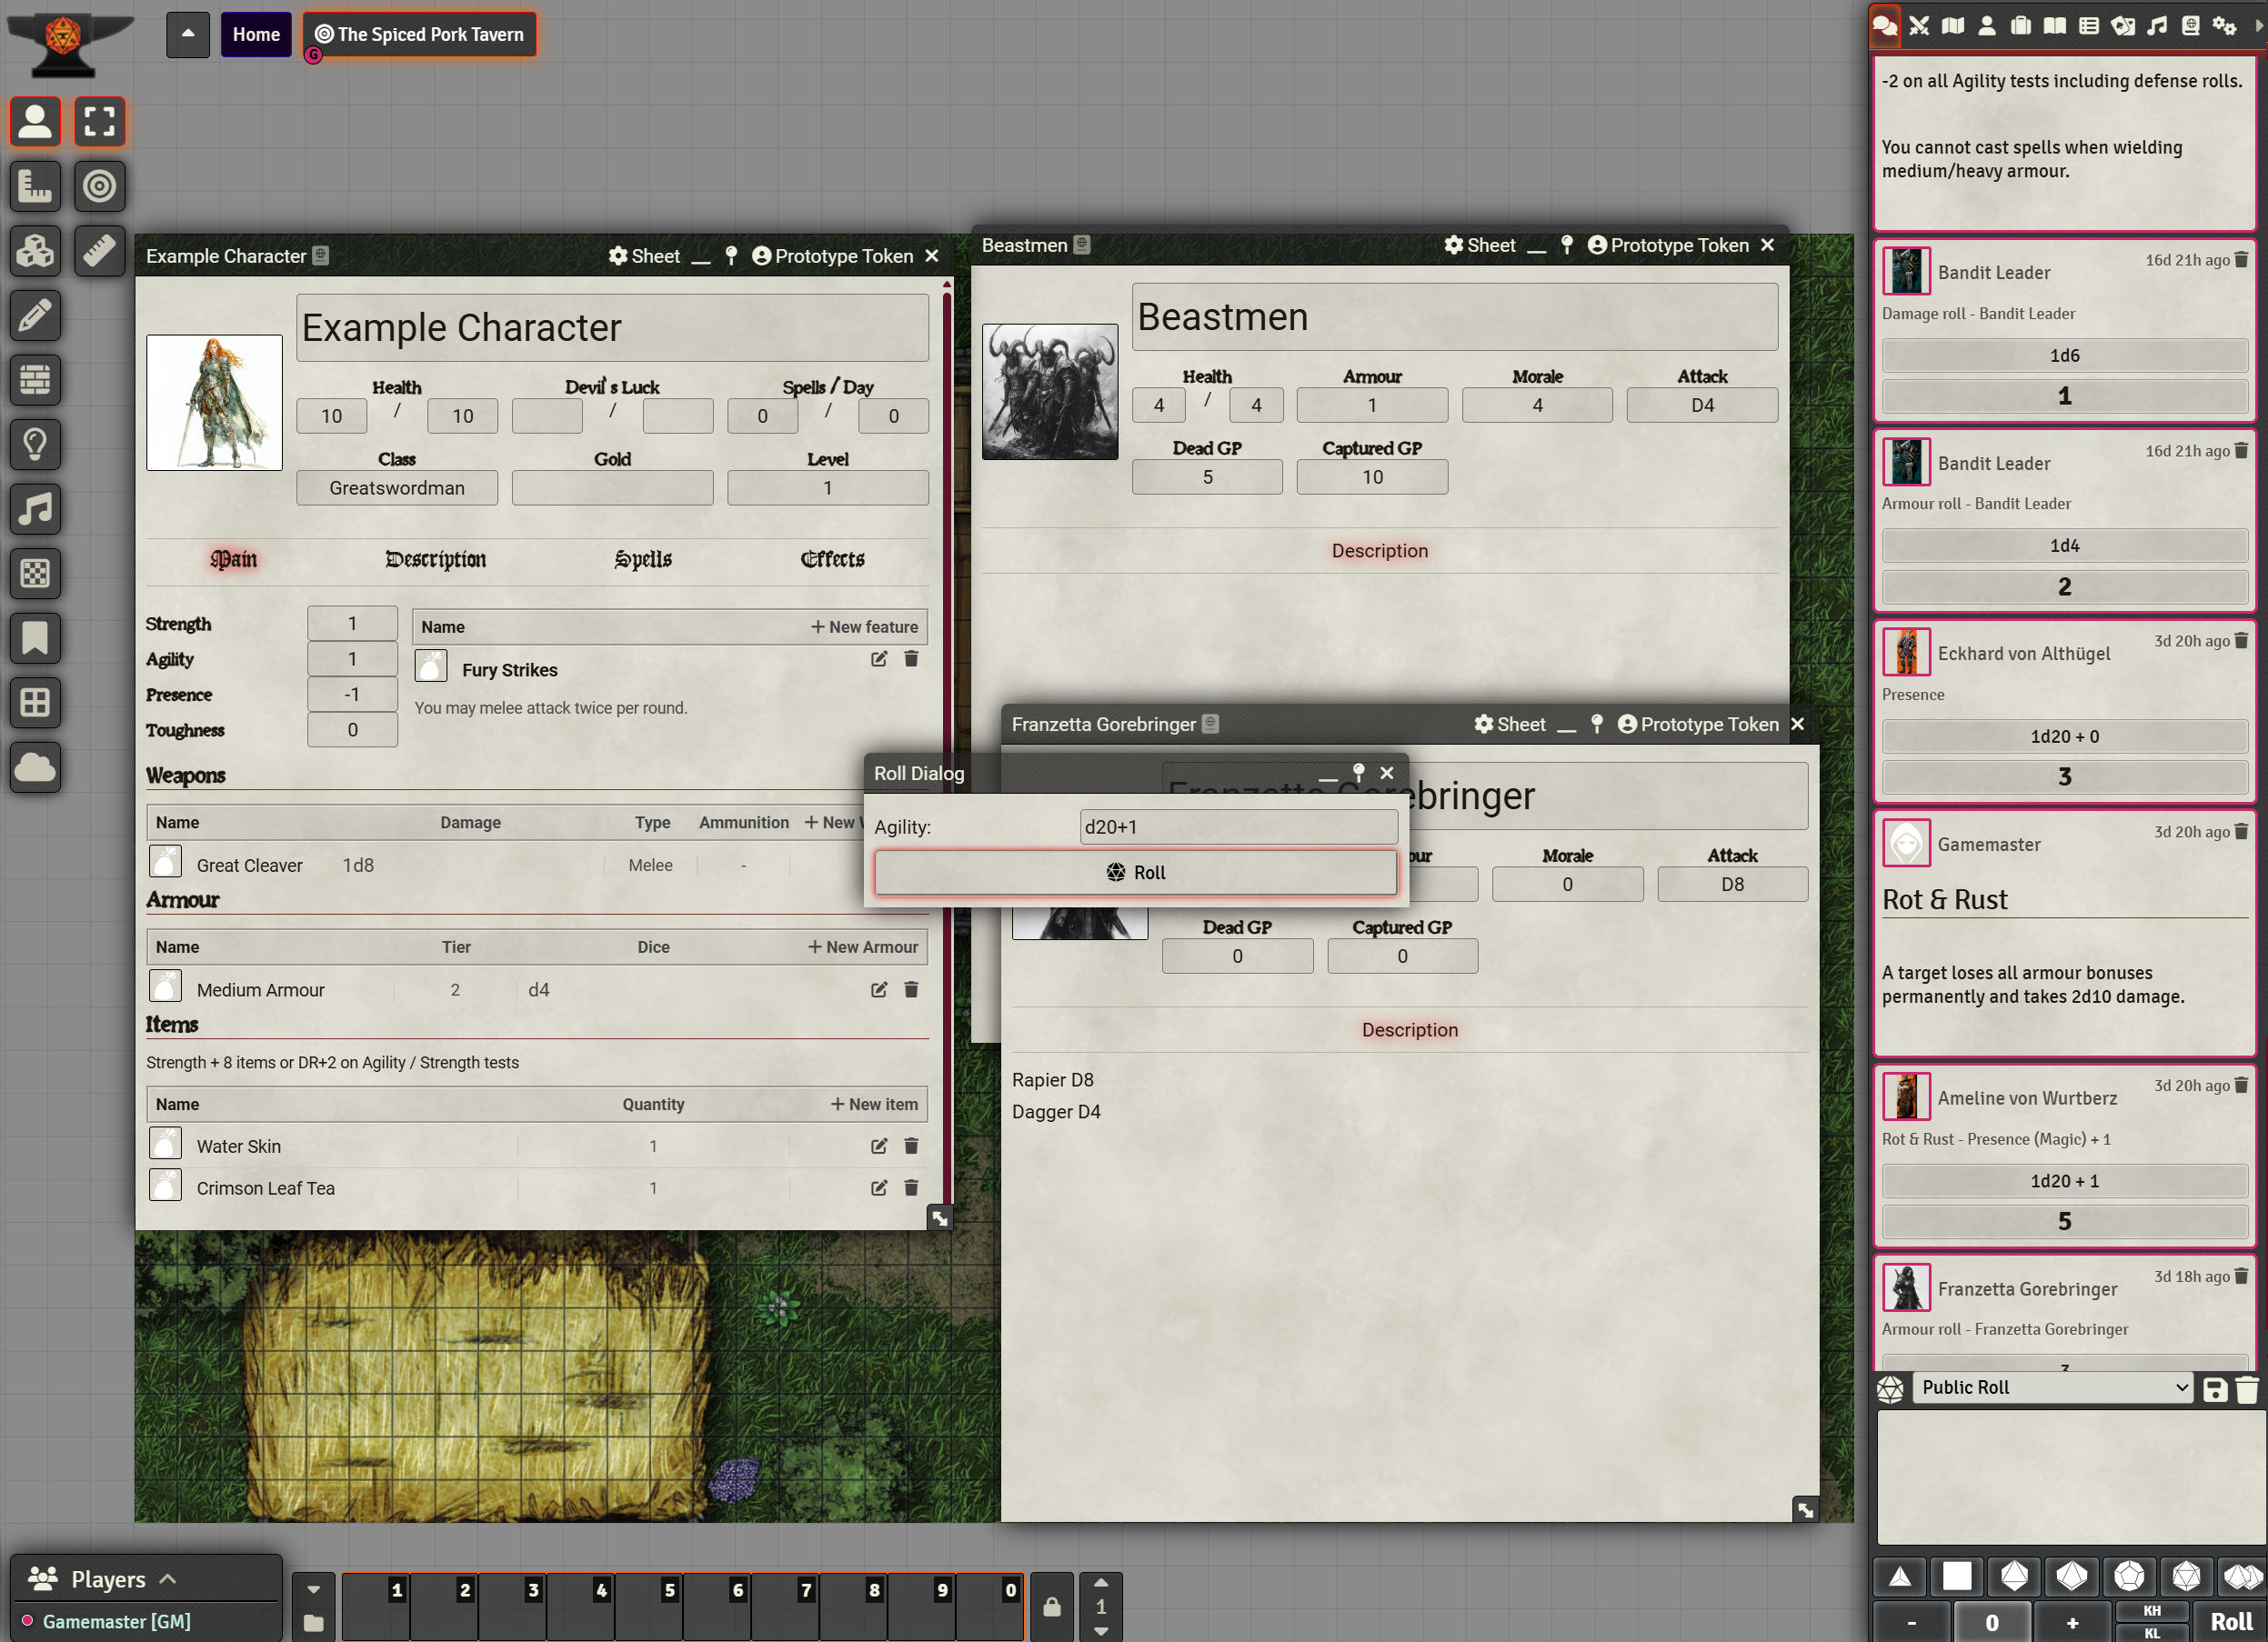 Home
The Spiced Pork Tavern
G
Example Character
Sheet
Prototype Token
Example Character
Health
Devil's Luck
Spells / Day
10 / 10
/
0 / 0
Class
Gold
Level
Greatswordman
1
Main
Description
Spells
Effects
Strength
1
Agility
1
Presence
-1
Toughness
0
Name
+ New feature
Fury Strikes
You may melee attack twice per round.
Weapons
Name
Damage
Type
Ammunition
+ New
Great Cleaver
1d8
Melee
-
Armour
Name
Tier
Dice
+ New Armour
Medium Armour
2
d4
Items
Strength + 8 items or DR+2 on Agility / Strength tests
Name
Quantity
+ New item
Water Skin
1
Crimson Leaf Tea
1
Beastmen
Sheet
Prototype Token
Beastmen
Health
Armour
Morale
Attack
4 / 4
1
4
D4
Dead GP
Captured GP
5
10
Description
Franzetta Gorebringer
Sheet
Prototype Token
Franzetta Gorebringer
Morale
Attack
0
D8
Dead GP
Captured GP
0
0
Description
Rapier D8
Dagger D4
Roll Dialog
Agility:
d20+1
Roll
-2 on all Agility tests including defense rolls.
You cannot cast spells when wielding
medium/heavy armour.
Bandit Leader
16d 21h ago
Damage roll - Bandit Leader
1d6
1
Bandit Leader
16d 21h ago
Armour roll - Bandit Leader
1d4
2
Eckhard von Althügel
3d 20h ago
Presence
1d20 + 0
3
Gamemaster
3d 20h ago
Rot & Rust
A target loses all armour bonuses
permanently and takes 2d10 damage.
Ameline von Wurtberz
3d 20h ago
Rot & Rust - Presence (Magic) + 1
1d20 + 1
5
Franzetta Gorebringer
3d 18h ago
Armour roll - Franzetta Gorebringer
Public Roll
Players
Gamemaster [GM]
1 2 3 4 5 6 7 8 9 0
1
- 0 +
KH
KL
Roll